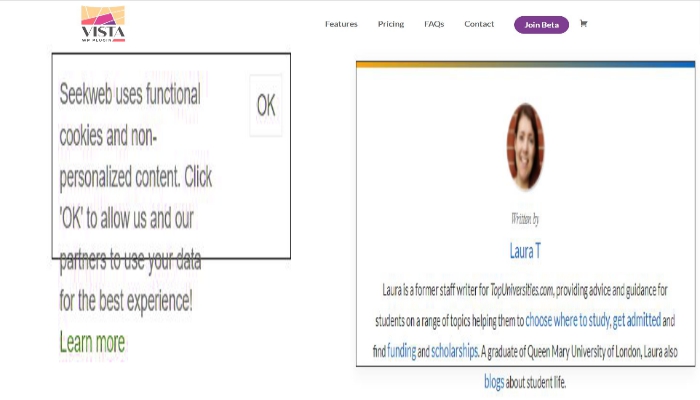 VISTA
WP PLUGIN
Features Pricing FAQs Contact Join Beta
Seekweb uses functional
cookies and non-
personalized content. Click
'OK' to allow us and our
partners to use your data
for the best experience!
Learn more
OK
Written by
Laura T
Laura is a former staff writer for TopUniversities.com, providing advice and guidance for
students on a range of topics helping them to choose where to study, get admitted and
find funding and scholarships. A graduate of Queen Mary University of London, Laura also
blogs about student life.